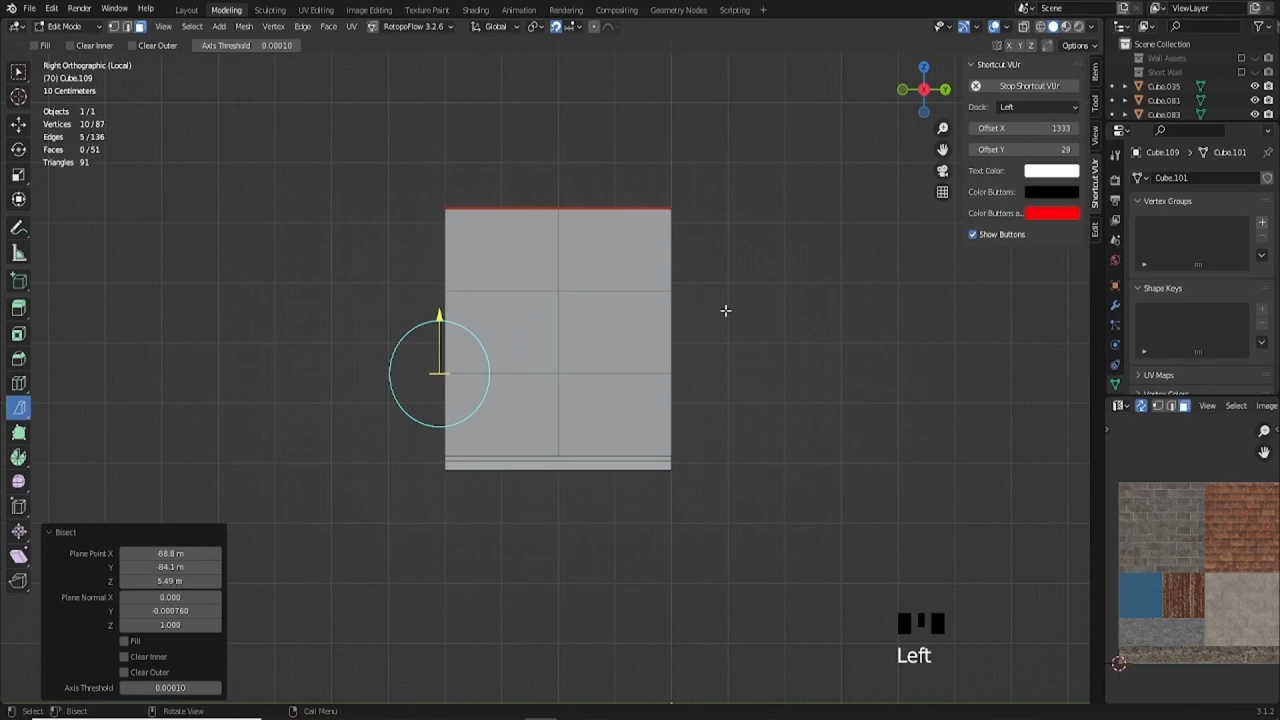 File Edit Render Window Help Layout Modeling Sculpting UV Editing Image Editing Texture Paint Shading Animation Rendering Compositing Geometry Nodes Scripting + Scene ViewLayer
Edit Mode View Select Add Mesh Vertex Edge Face UV RetopoFlow 3.2.6 Global
Fill Clear Inner Clear Outer Axis Threshold 0.00010 X Y Z Options
Right Orthographic (Local)
(70) Cube.109
10 Centimeters
Objects 1/1
Vertices 10/87
Edges 5/136
Faces 0/51
Triangles 91
Z
Y
X
Shortcut VUr
Stop Shortcut VUr
Dock: Left
Offset X 1333
Offset Y 29
Text Color:
Color Buttons:
Color Buttons a...
Show Buttons
Item
Tool
View
Shortcut VUr
Edit
Scene Collection
Wall Assets
Short Wall
Cube.035
Cube.081
Cube.083
Cube.109 Cube.101
Cube.101
Vertex Groups
Shape Keys
UV Maps
View Select Image
Bisect
Plane Point X -88.8 m
Y -84.1 m
Z 5.49 m
Plane Normal X 0.000
Y -0.000760
Z 1.000
Fill
Clear Inner
Clear Outer
Axis Threshold 0.00010
Left
Select Bisect Rotate View Call Menu 3.1.2